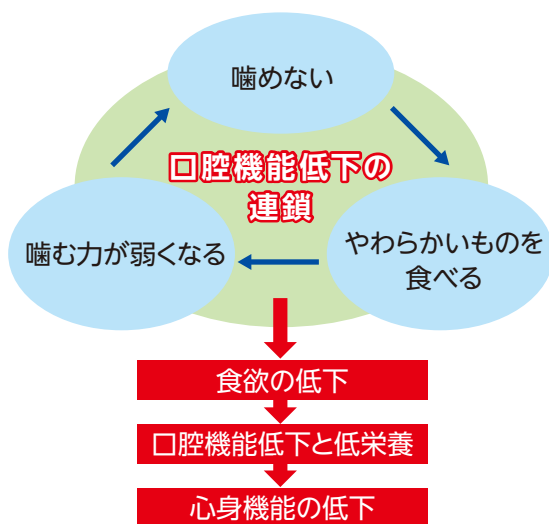 噛めない
口腔機能低下の
連鎖
噛む力が弱くなる
やわらかいものを
食べる
食欲の低下
口腔機能低下と低栄養
心身機能の低下